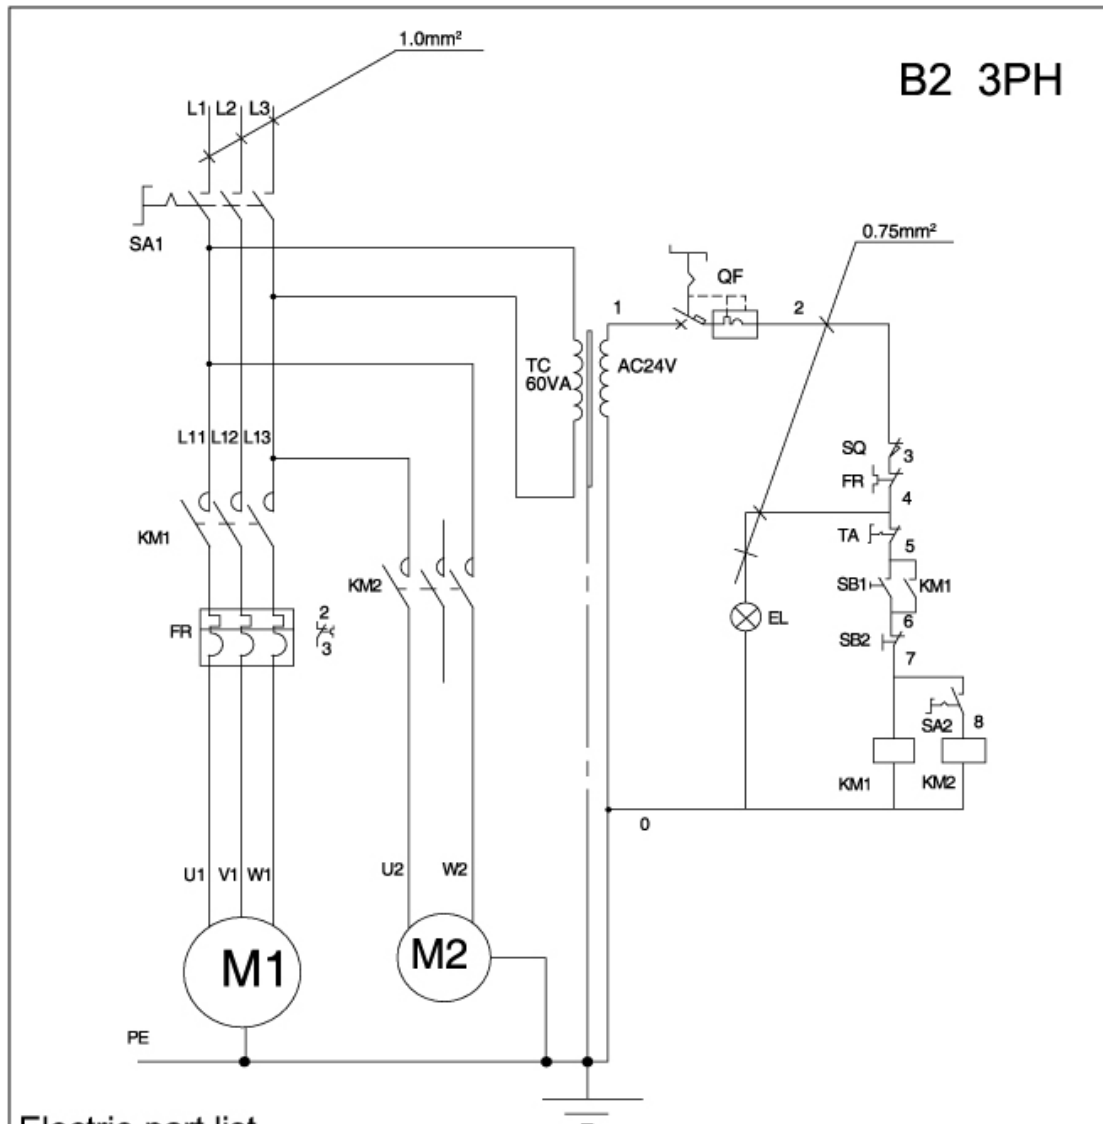 1.0mm²
B2 3PH
L1 L2 L3
SA1
0.75mm²
QF
1
2
TC
60VA
AC24V
L11 L12 L13
SQ
3
FR
4
KM1
TA
5
KM2
SB1
KM1
FR
2
3
EL
6
SB2
7
SA2
8
KM1
KM2
0
U1 V1 W1
U2
W2
M1
M2
PE
Electric part list